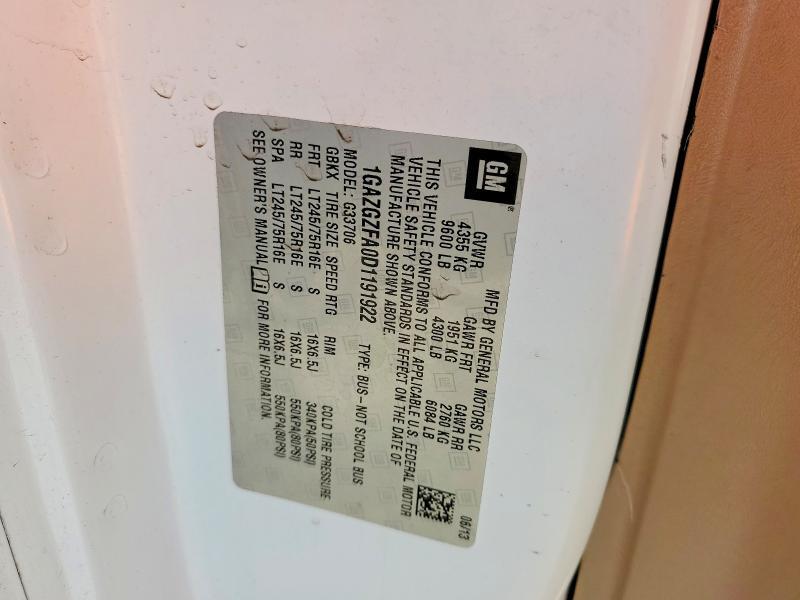 GM®
MFD BY GENERAL MOTORS LLC 06/13
GVWR GAWR FRT GAWR RR
4355 KG 1951 KG 2760 KG
9600 LB 4300 LB 6084 LB
THIS VEHICLE CONFORMS TO ALL APPLICABLE U.S. FEDERAL MOTOR
VEHICLE SAFETY STANDARDS IN EFFECT ON THE DATE OF
MANUFACTURE SHOWN ABOVE.
1GAZGZFA0D1191922 TYPE: BUS–NOT SCHOOL BUS
MODEL: G33706
GBKX TIRE SIZE SPEED RTG RIM COLD TIRE PRESSURE
FRT LT245/75R16E S 16X6.5J 340KPA(50PSI)
RR LT245/75R16E S 16X6.5J 550KPA(80PSI)
SPA LT245/75R16E S 16X6.5J 550KPA(80PSI)
SEE OWNER'S MANUAL FOR MORE INFORMATION.